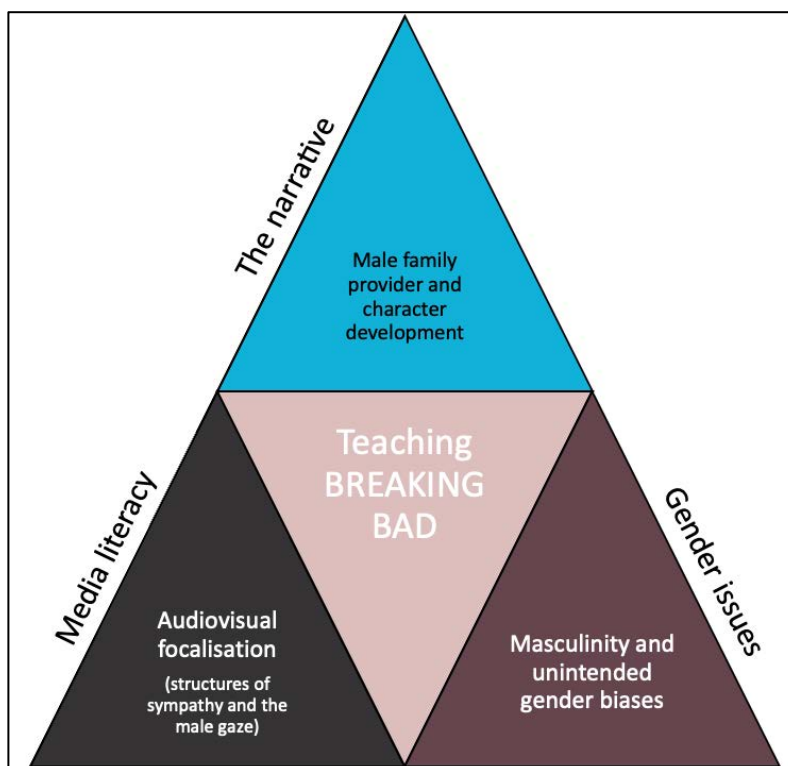 The narrative
Male family
provider and
character
development
Teaching
BREAKING
BAD
Media literacy
Audiovisual
focalisation
(structures of
sympathy and the
male gaze)
Gender issues
Masculinity and
unintended
gender biases